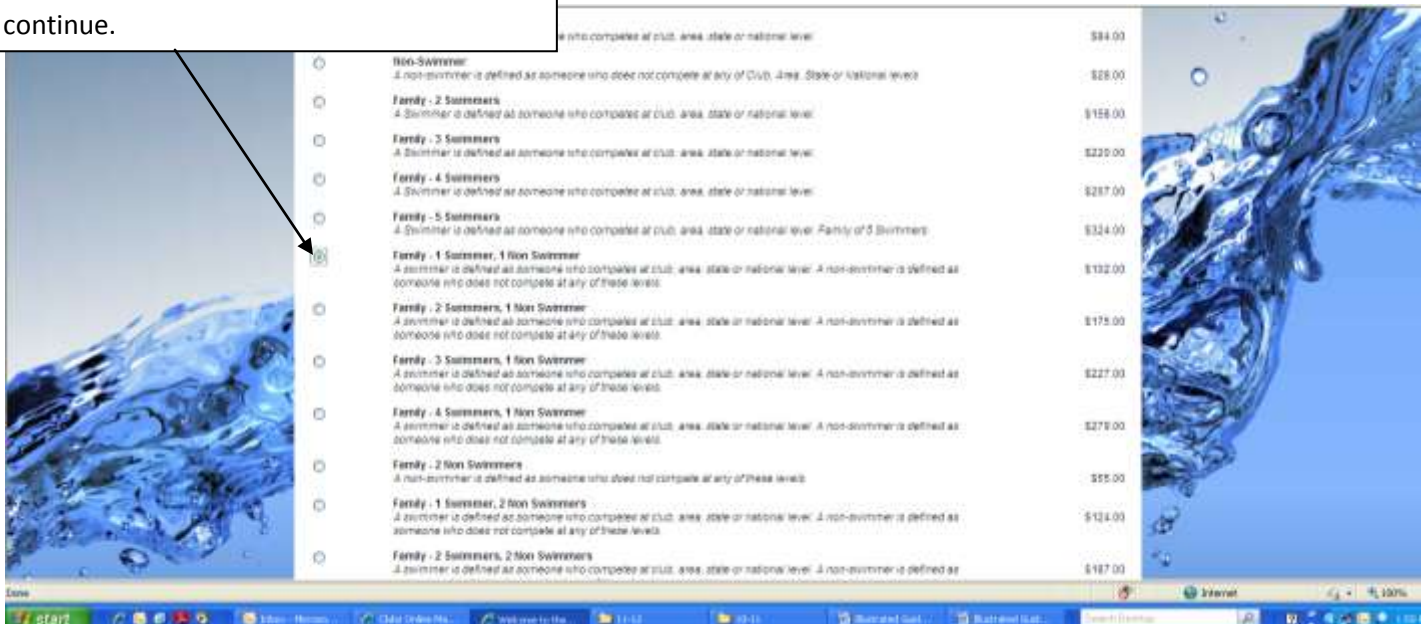 continue.
who competes at club, area, state or national level $84.00
Non-Swimmer
A non-swimmer is defined as someone who does not compete at any of Club, Area, State or National levels $28.00
Family - 2 Swimmers
A Swimmer is defined as someone who competes at club, area, state or national level
Family - 3 Swimmers
A Swimmer is defined as someone who competes at club, area, state or national level $220.00
Family - 4 Swimmers
A Swimmer is defined as someone who competes at club, area, state or national level
Family - 5 Swimmers
A Swimmer is defined as someone who competes at club, area, state or national level. Family of 5 Swimmers $324.00
Family - 1 Swimmer, 1 Non Swimmer
A swimmer is defined as someone who competes at club, area, state or national level. A non-swimmer is defined as
someone who does not compete at any of these levels
Family - 2 Swimmers, 1 Non Swimmer
A swimmer is defined as someone who competes at club, area, state or national level. A non-swimmer is defined as $175.00
someone who does not compete at any of these levels
Family - 3 Swimmers, 1 Non Swimmer
A swimmer is defined as someone who competes at club, area, state or national level. A non-swimmer is defined as $227.00
someone who does not compete at any of these levels
Family - 4 Swimmers, 1 Non Swimmer
A swimmer is defined as someone who competes at club, area, state or national level. A non-swimmer is defined as
someone who does not compete at any of these levels
Family - 2 Non Swimmers
A non-swimmer is defined as someone who does not compete at any of these levels $55.00
Family - 1 Swimmer, 2 Non Swimmers
A swimmer is defined as someone who competes at club, area, state or national level. A non-swimmer is defined as $124.00
someone who does not compete at any of these levels
Family - 2 Swimmers, 2 Non Swimmers
A swimmer is defined as someone who competes at club, area, state or national level. A non-swimmer is defined as $187.00
Done Internet 100%
start Inbox Welcome to the 11-12 10-11 Illustrated Illustrated Search Desktop